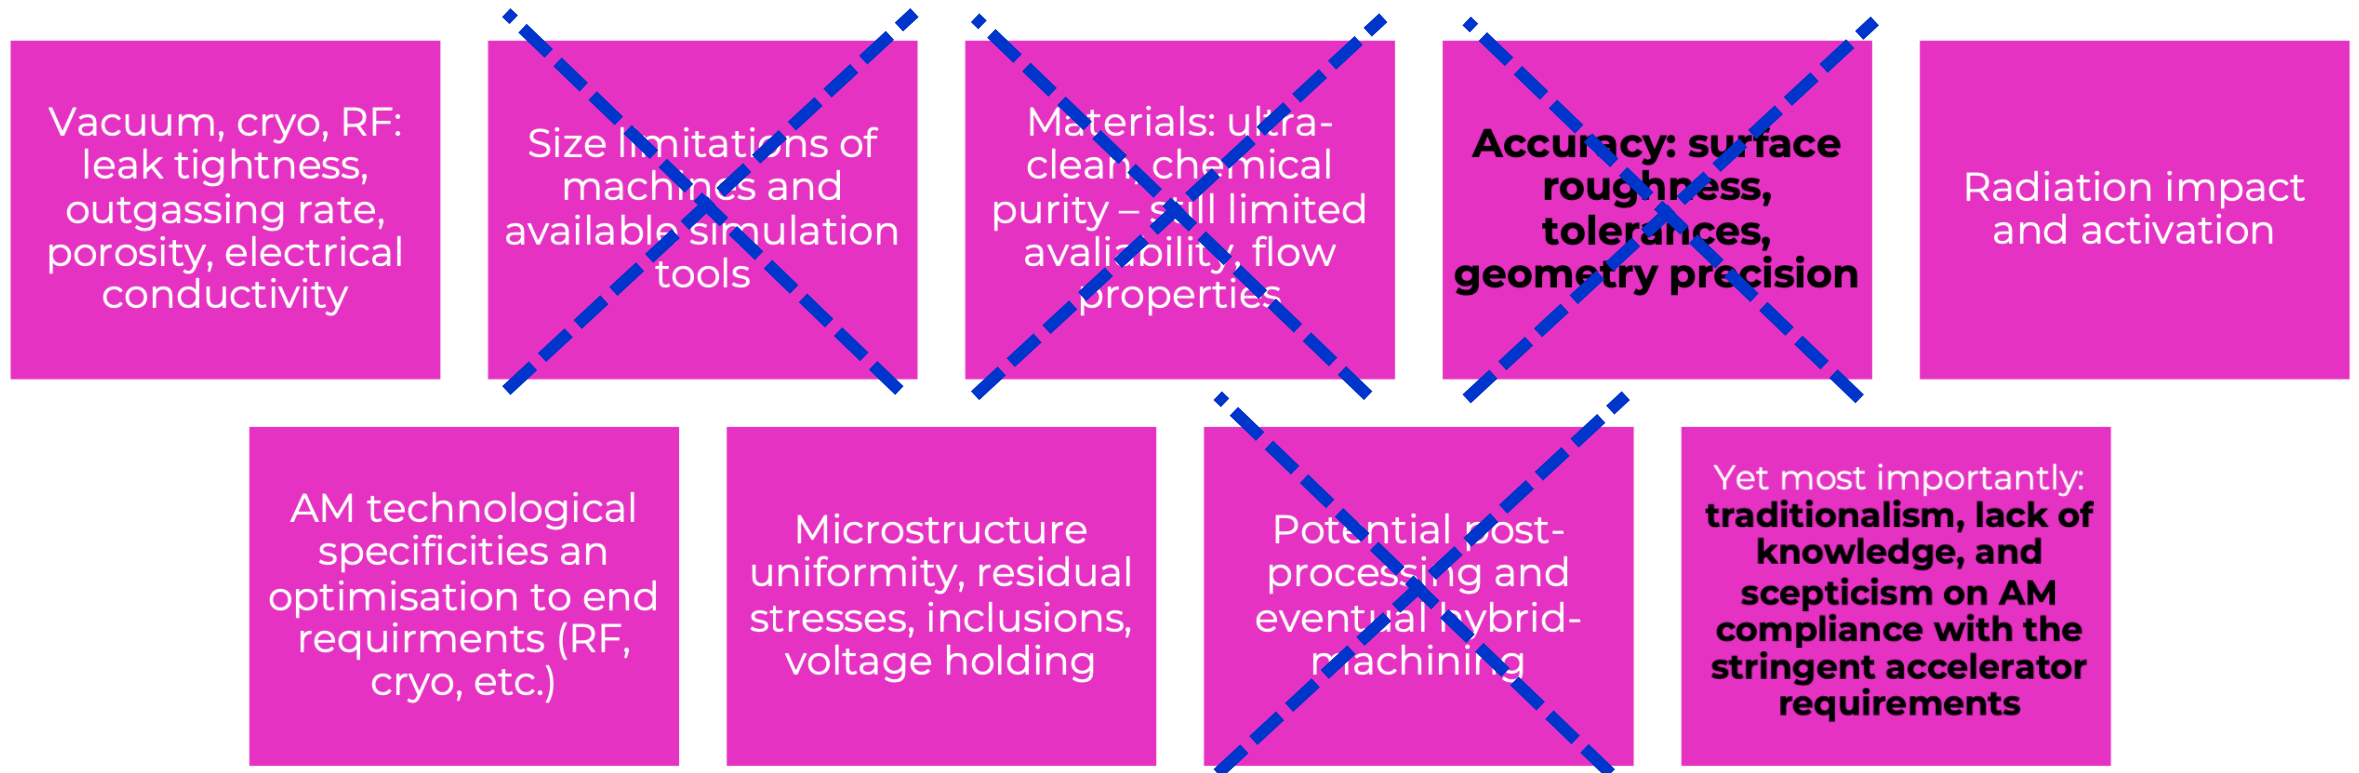 Vacuum, cryo, RF:
leak tightness,
outgassing rate,
porosity, electrical
conductivity
Size limitations of
machines and
available simulation
tools
Materials: ultra-
clean, chemical
purity – still limited
avaliability, flow
properties
Accuracy: surface
roughness,
tolerances,
geometry precision
Radiation impact
and activation
AM technological
specificities an
optimisation to end
requirments (RF,
cryo, etc.)
Microstructure
uniformity, residual
stresses, inclusions,
voltage holding
Potential post-
processing and
eventual hybrid-
machining
Yet most importantly:
traditionalism, lack of
knowledge, and
scepticism on AM
compliance with the
stringent accelerator
requirements